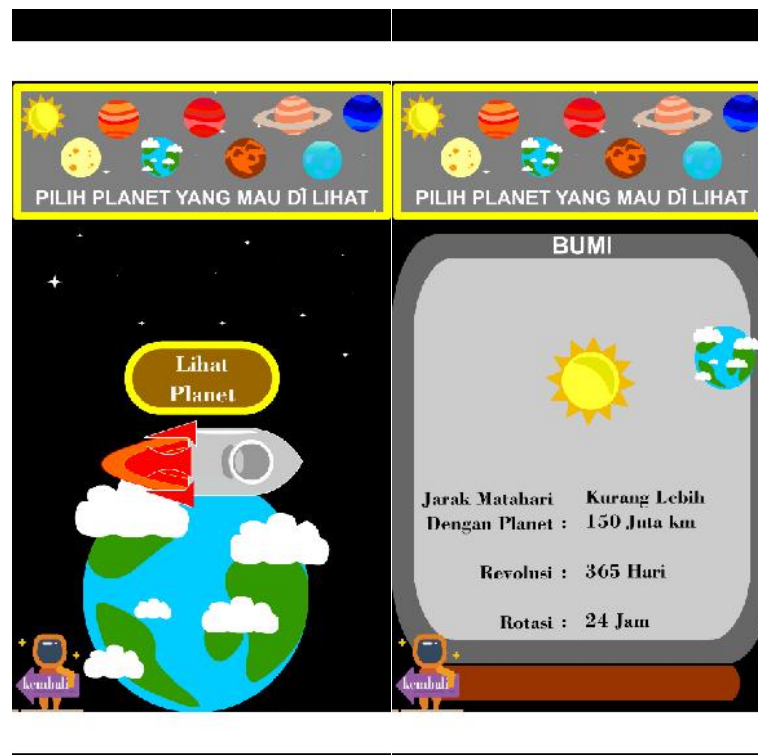 PILIH PLANET YANG MAU DI LIHAT
Lihat
Planet
kembali
PILIH PLANET YANG MAU DI LIHAT
BUMI
Jarak Matahari Kurang Lebih
Dengan Planet : 150 Juta km
Revolusi : 365 Hari
Rotasi : 24 Jam
kembali